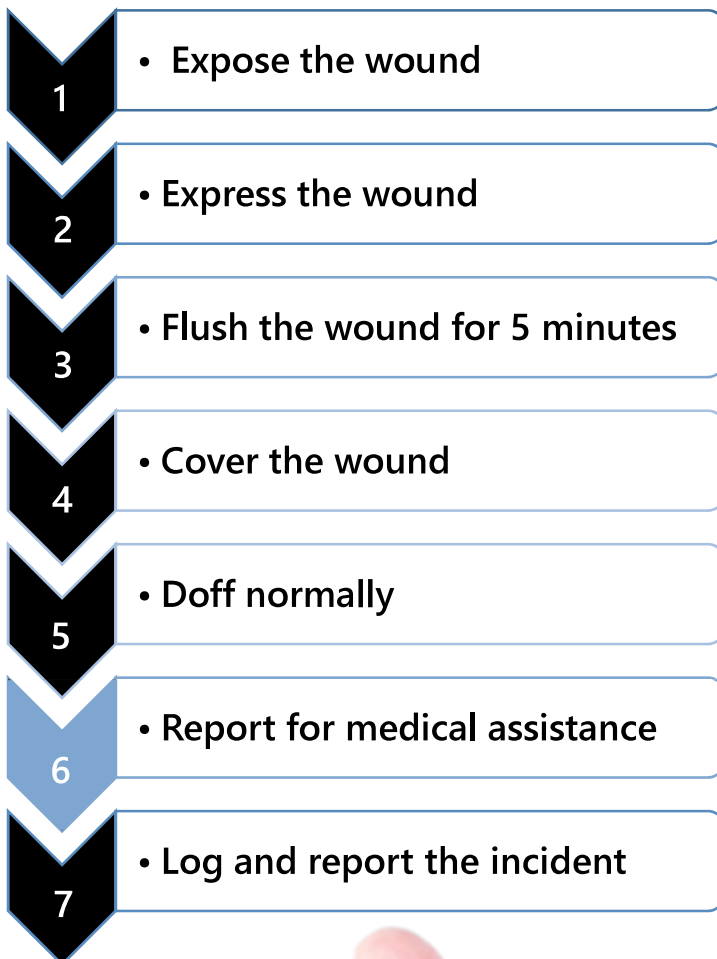 1
• Expose the wound
2
• Express the wound
3
• Flush the wound for 5 minutes
4
• Cover the wound
5
• Doff normally
6
• Report for medical assistance
7
• Log and report the incident